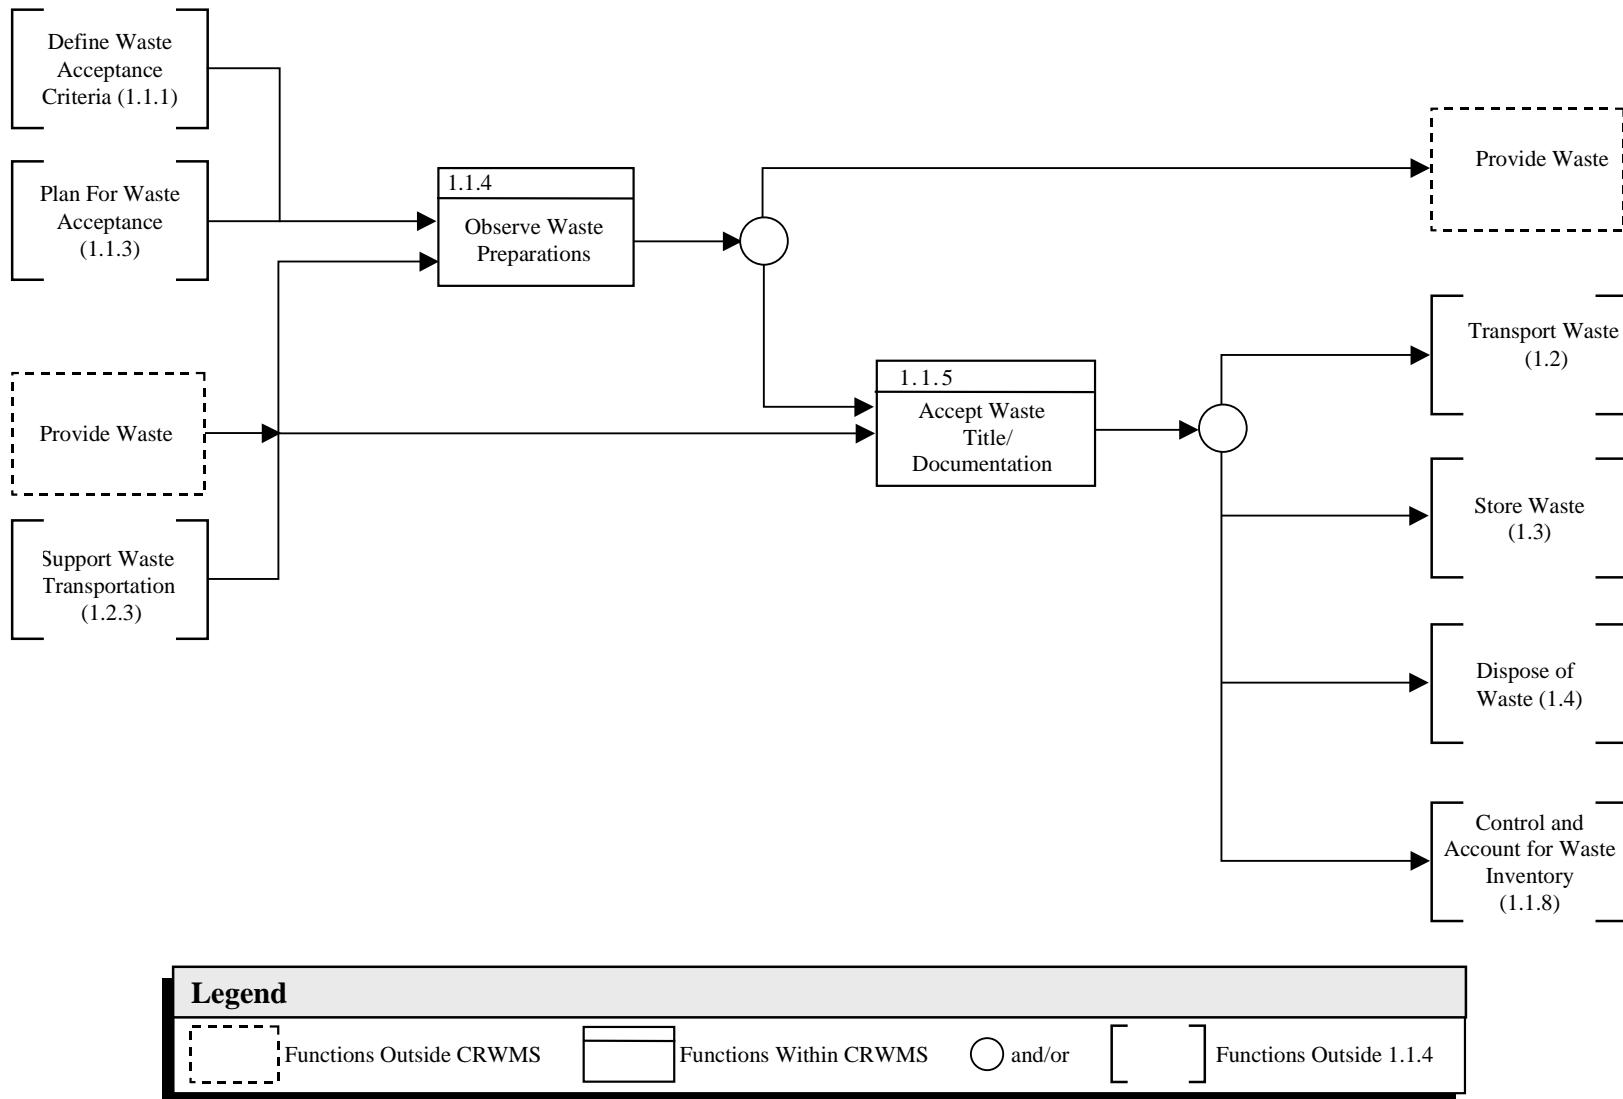 Define Waste
Acceptance
Criteria (1.1.1)
Plan For Waste
Acceptance
(1.1.3)
Provide Waste
Support Waste
Transportation
(1.2.3)
1.1.4
Observe Waste
Preparations
1.1.5
Accept Waste
Title/
Documentation
Provide Waste
Transport Waste
(1.2)
Store Waste
(1.3)
Dispose of
Waste (1.4)
Control and
Account for Waste
Inventory
(1.1.8)
Legend
Functions Outside CRWMS
Functions Within CRWMS
and/or
Functions Outside 1.1.4